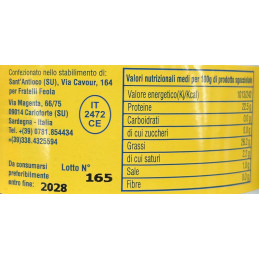 Confezionato nello stabilimento di:
Sant'Antioco (SU), Via Cavour, 164
per Fratelli Feola
Via Magenta, 66/75
09014 Carloforte (SU)
Sardegna - Italia
Tel. +39 0781.854434
+39(0)338.4325594
IT
2472
CE
Da consumarsi
preferibilmente
entro fine: 2028
Lotto N°
165
Valori nutrizionali medi per 100g di prodotto sgocciolato
Valore energetico(Kj/Kcal)
Proteine
Carboidrati
di cui zuccheri
Grassi
di cui saturi
Sale
Fibre